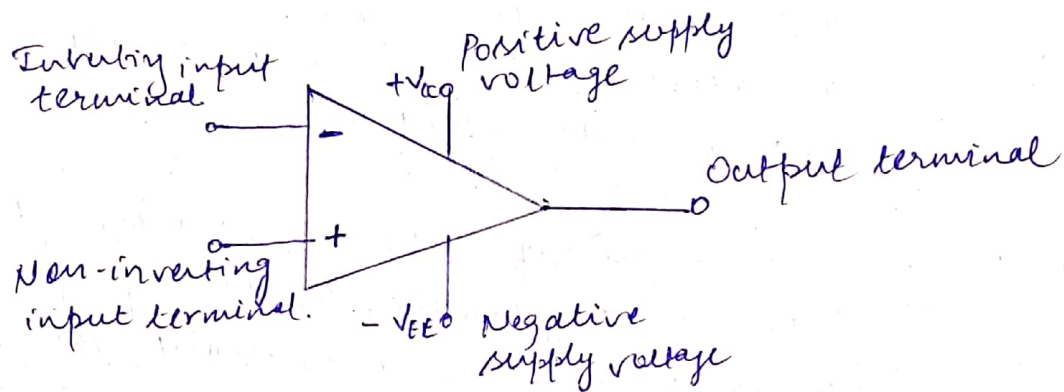 Inverting input
terminal
Positive supply
voltage
+Vcc
-
Output terminal
+
Non-inverting
input terminal.
- VEE
Negative
supply voltage